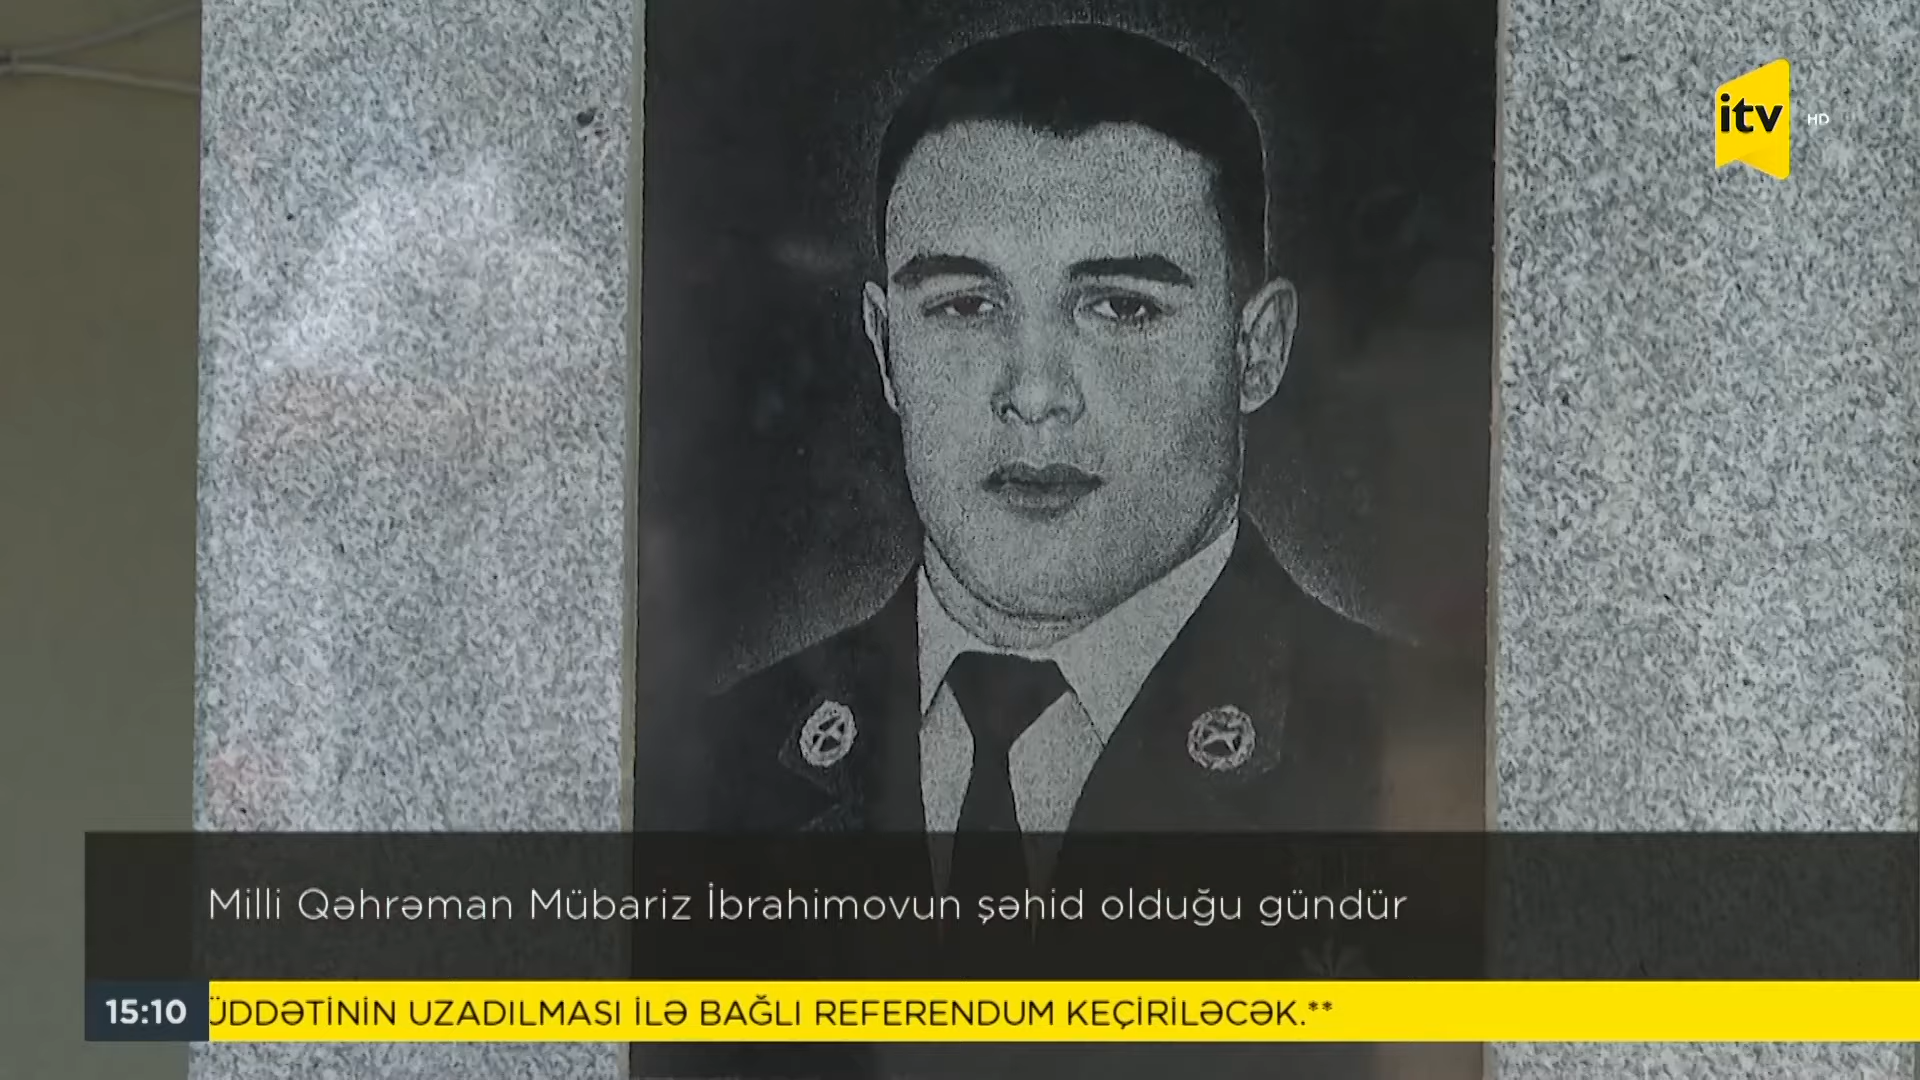 itv HD
Milli Qəhrəman Mübariz İbrahimovun şəhid olduğu gündür
15:10 ÜDDƏTİNİN UZADILMASI İLƏ BAĞLI REFERENDUM KEÇİRİLƏCƏK.**